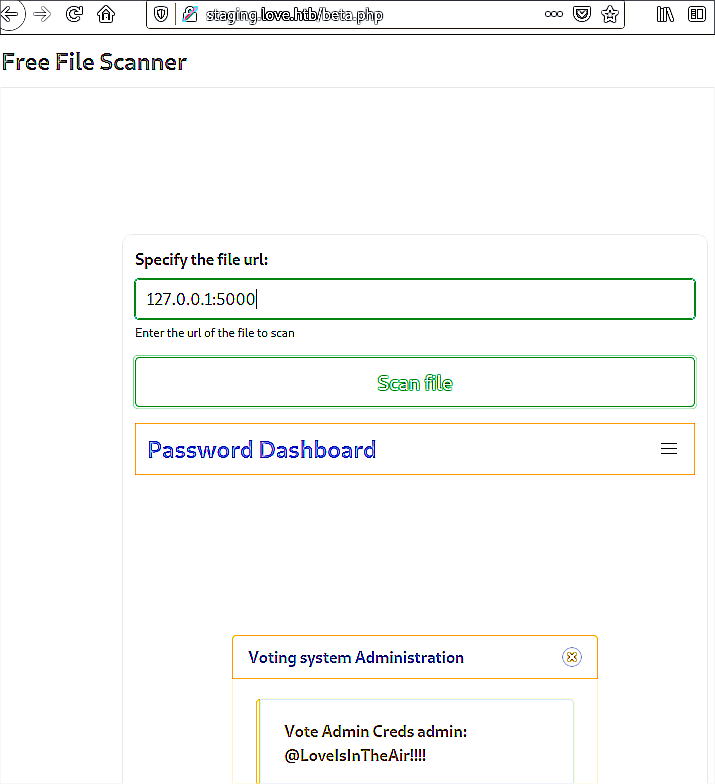 staging.love.htb/beta.php
Free File Scanner
Specify the file url:
127.0.0.1:5000
Enter the url of the file to scan
Scan file
Password Dashboard
Voting system Administration
Vote Admin Creds admin:
@LoveIsInTheAir!!!!